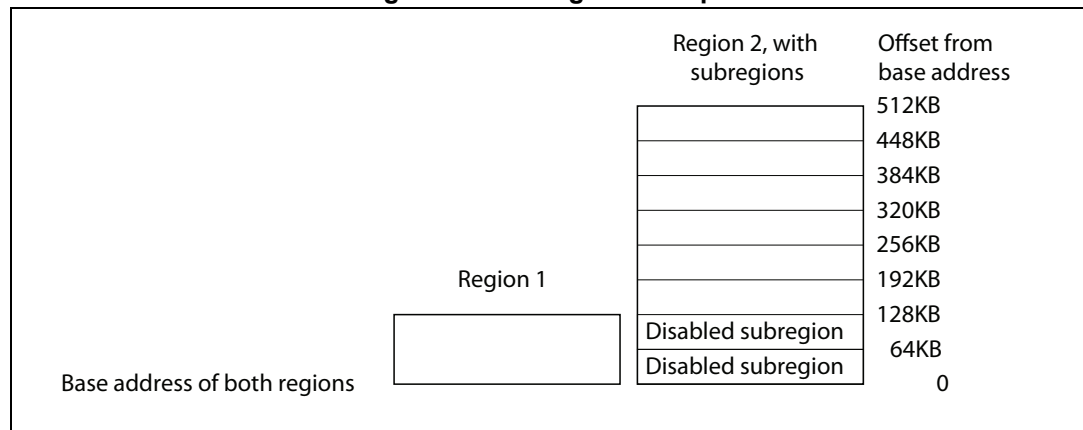 Region 2, with
subregions
Offset from
base address
512KB
448KB
384KB
320KB
256KB
Region 1
192KB
128KB
Disabled subregion
64KB
Disabled subregion
Base address of both regions
0